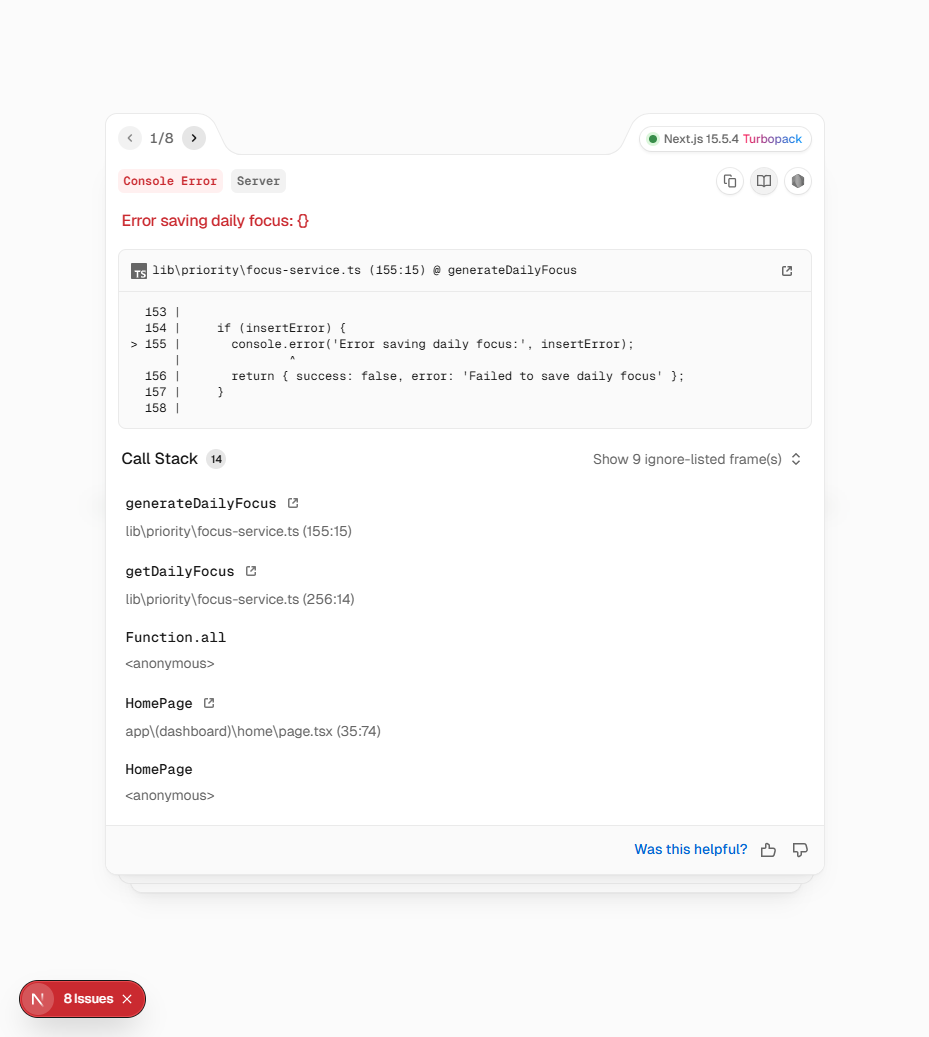 1/8
Next.js 15.5.4 Turbopack
Console Error
Server
Error saving daily focus: {}
TS lib\priority\focus-service.ts (155:15) @ generateDailyFocus
153 |
154 |     if (insertError) {
> 155 |       console.error('Error saving daily focus:', insertError);
|               ^
156 |       return { success: false, error: 'Failed to save daily focus' };
157 |     }
158 |
Call Stack 14
Show 9 ignore-listed frame(s)
generateDailyFocus
lib\priority\focus-service.ts (155:15)
getDailyFocus
lib\priority\focus-service.ts (256:14)
Function.all
<anonymous>
HomePage
app\(dashboard)\home\page.tsx (35:74)
HomePage
<anonymous>
Was this helpful?
N 8 Issues